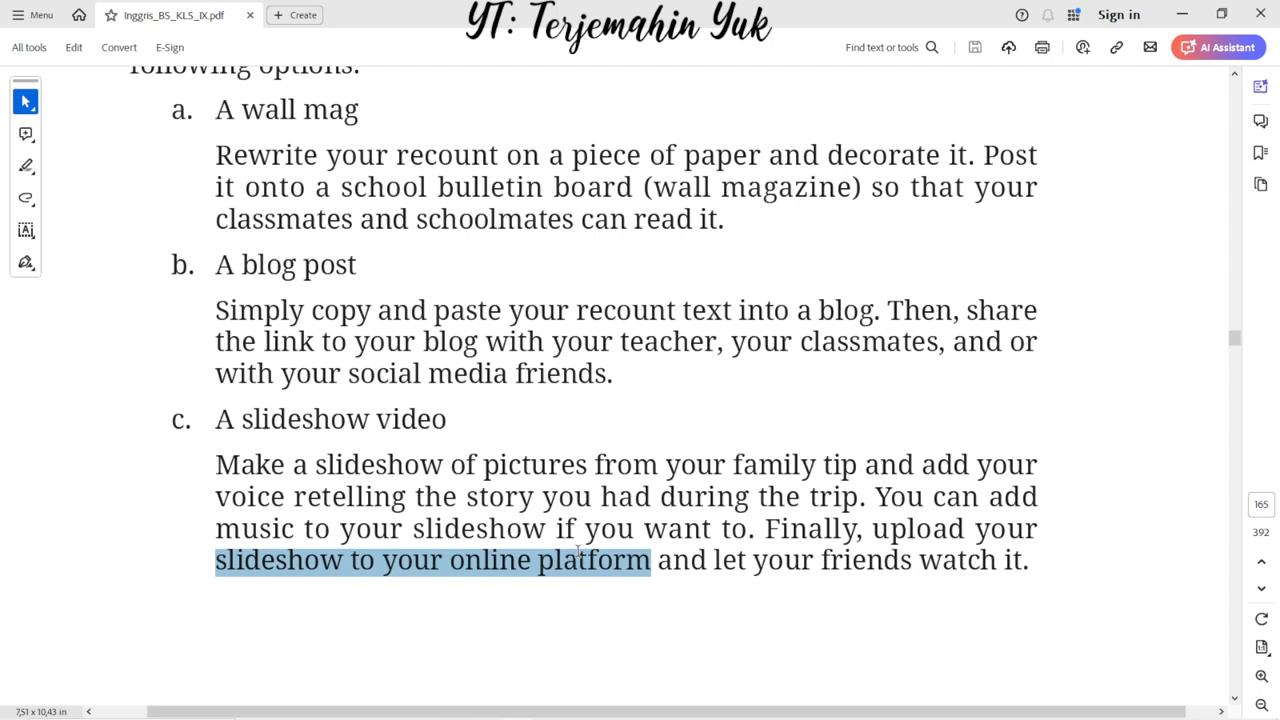 Menu
Inggris_BS_KLS_IX.pdf
Create
YT: Terjemahin Yuk
Sign in
All tools
Edit
Convert
E-Sign
Find text or tools
AI Assistant
following options.
a. A wall mag
Rewrite your recount on a piece of paper and decorate it. Post
it onto a school bulletin board (wall magazine) so that your
classmates and schoolmates can read it.
b. A blog post
Simply copy and paste your recount text into a blog. Then, share
the link to your blog with your teacher, your classmates, and or
with your social media friends.
c. A slideshow video
Make a slideshow of pictures from your family tip and add your
voice retelling the story you had during the trip. You can add
music to your slideshow if you want to. Finally, upload your
slideshow to your online platform and let your friends watch it.
165
392
7,51 x 10,43 in